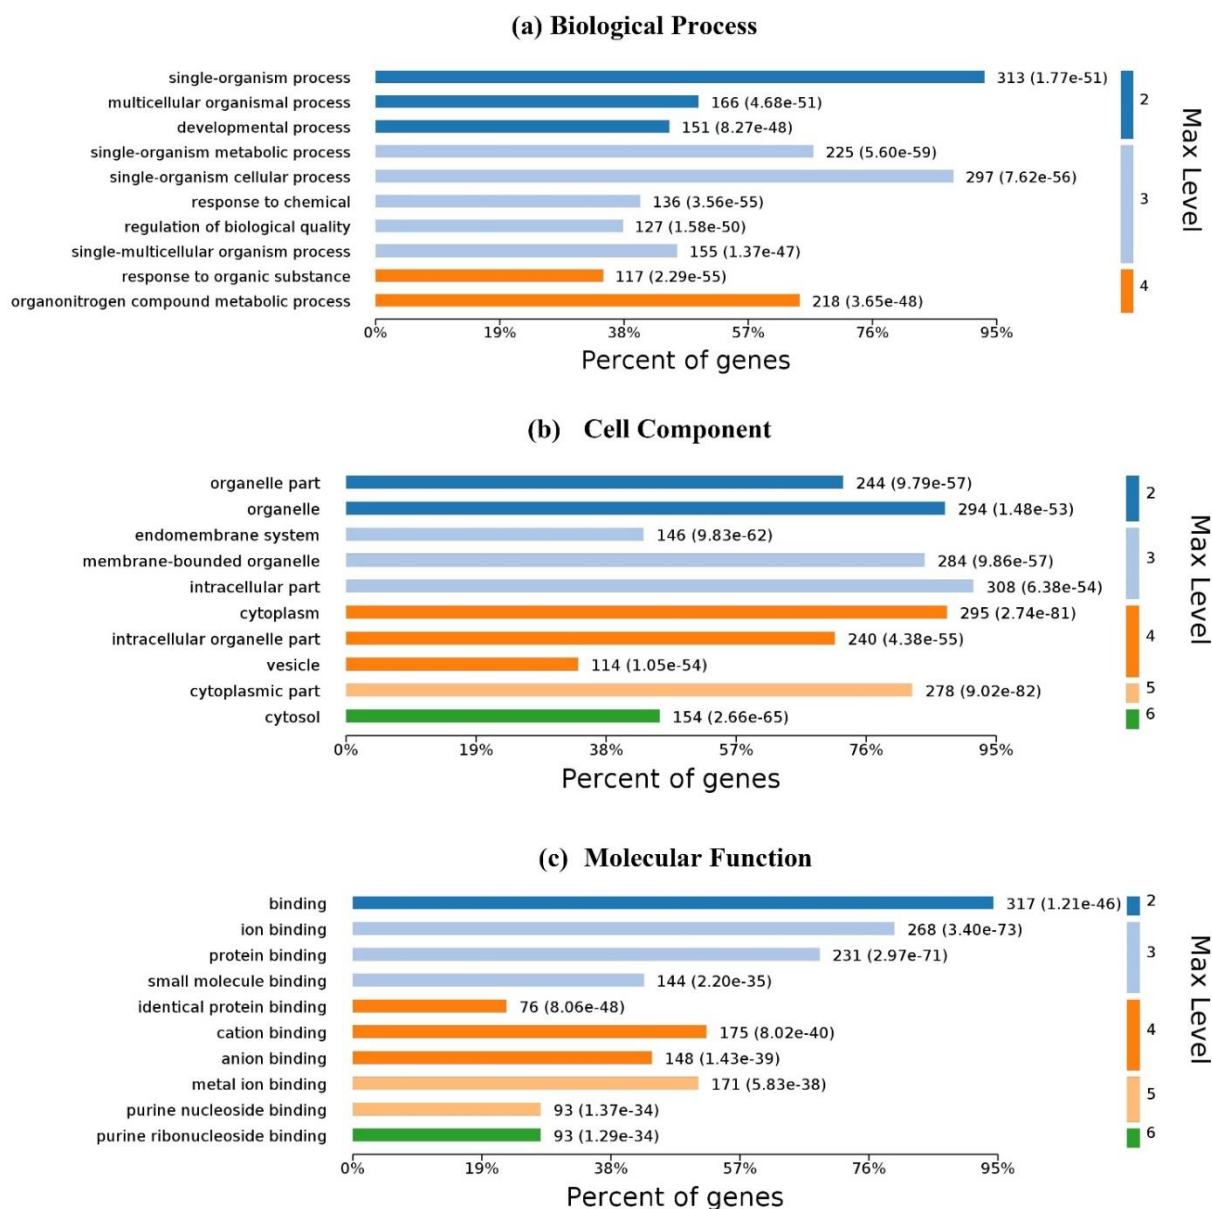 (a) Biological Process
single-organism process 313 (1.77e-51)
multicellular organismal process 166 (4.68e-51)
developmental process 151 (8.27e-48)
single-organism metabolic process 225 (5.60e-59)
single-organism cellular process 297 (7.62e-56)
response to chemical 136 (3.56e-55)
regulation of biological quality 127 (1.58e-50)
single-multicellular organism process 155 (1.37e-47)
response to organic substance 117 (2.29e-55)
organonitrogen compound metabolic process 218 (3.65e-48)
0% 19% 38% 57% 76% 95%
Percent of genes
2
3
4
Max Level
(b) Cell Component
organelle part 244 (9.79e-57)
organelle 294 (1.48e-53)
endomembrane system 146 (9.83e-62)
membrane-bounded organelle 284 (9.86e-57)
intracellular part 308 (6.38e-54)
cytoplasm 295 (2.74e-81)
intracellular organelle part 240 (4.38e-55)
vesicle 114 (1.05e-54)
cytoplasmic part 278 (9.02e-82)
cytosol 154 (2.66e-65)
0% 19% 38% 57% 76% 95%
Percent of genes
2
3
4
5
6
Max Level
(c) Molecular Function
binding 317 (1.21e-46)
ion binding 268 (3.40e-73)
protein binding 231 (2.97e-71)
small molecule binding 144 (2.20e-35)
identical protein binding 76 (8.06e-48)
cation binding 175 (8.02e-40)
anion binding 148 (1.43e-39)
metal ion binding 171 (5.83e-38)
purine nucleoside binding 93 (1.37e-34)
purine ribonucleoside binding 93 (1.29e-34)
0% 19% 38% 57% 76% 95%
Percent of genes
2
3
4
5
6
Max Level